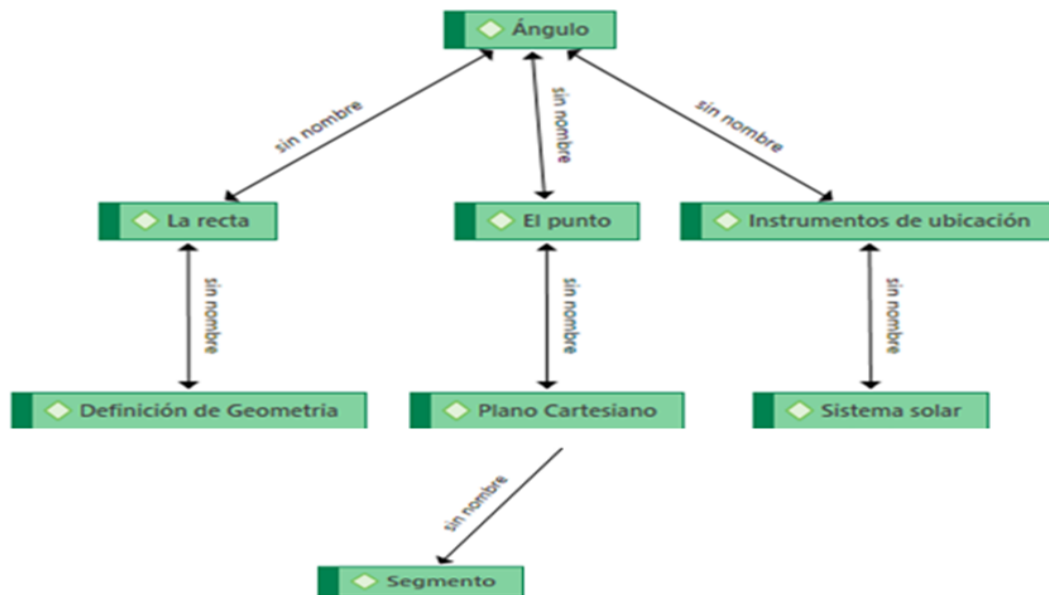 Ángulo
sin nombre
sin nombre
sin nombre
La recta
El punto
Instrumentos de ubicación
sin nombre
sin nombre
sin nombre
Definición de Geometria
Plano Cartesiano
Sistema solar
sin nombre
Segmento